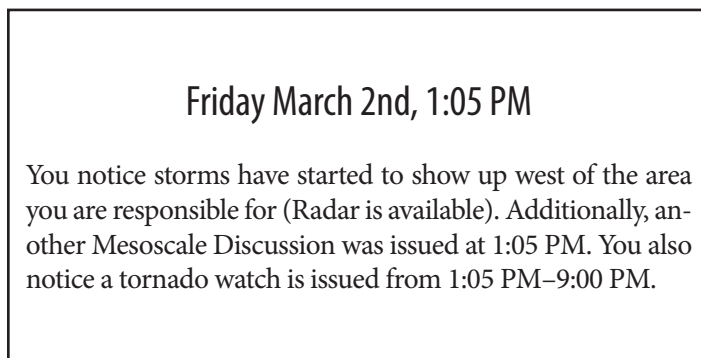 Friday March 2nd, 1:05 PM
You notice storms have started to show up west of the area
you are responsible for (Radar is available). Additionally, an-
other Mesoscale Discussion was issued at 1:05 PM. You also
notice a tornado watch is issued from 1:05 PM–9:00 PM.